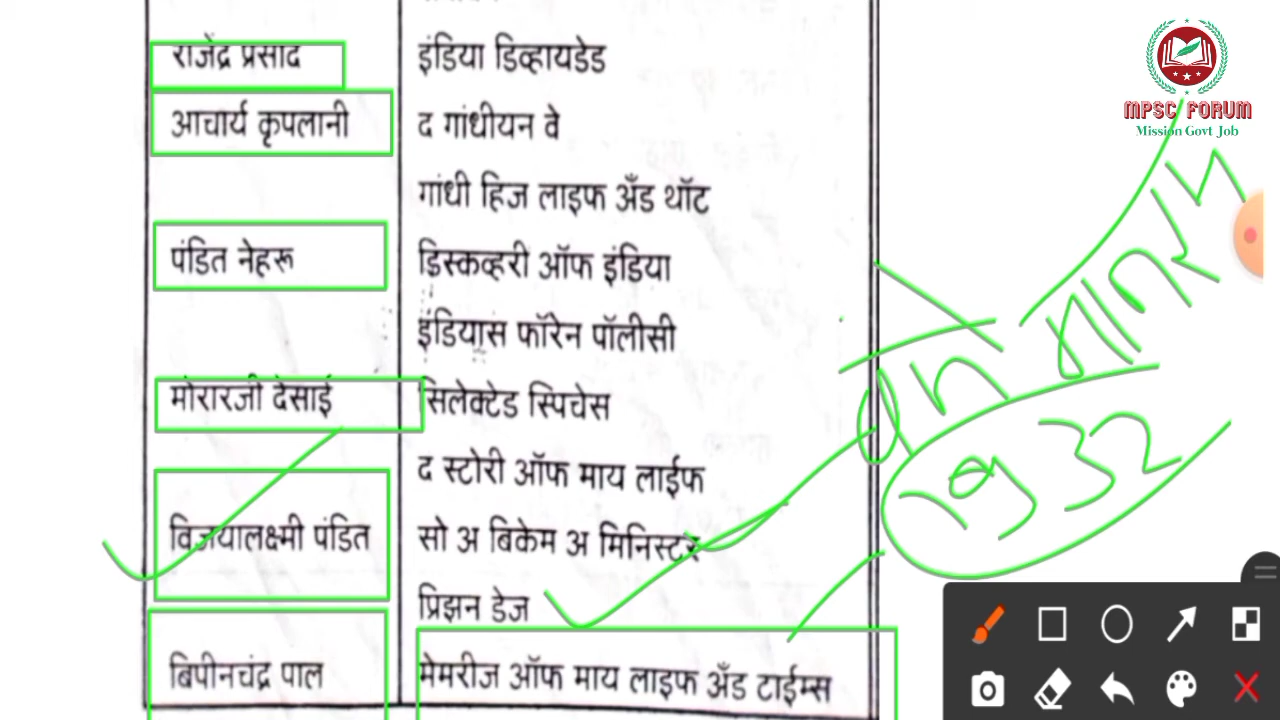 राजेंद्र प्रसाद इंडिया डिव्हायडेड
आचार्य कृपलानी द गांधीयन वे
गांधी हिज लाइफ अँड थॉट
पंडित नेहरू डिस्कव्हरी ऑफ इंडिया
इंडियास फॉरेन पॉलीसी
मोरारजी देसाई सिलेक्टेड स्पिचेस
द स्टोरी ऑफ माय लाईफ
विजयालक्ष्मी पंडित सो अ बिकेम अ मिनिस्टर
प्रिझन डेज
बिपीनचंद्र पाल मेमरीज ऑफ माय लाइफ अँड टाईम्स
MPSC FORUM
Mission Govt Job
1932